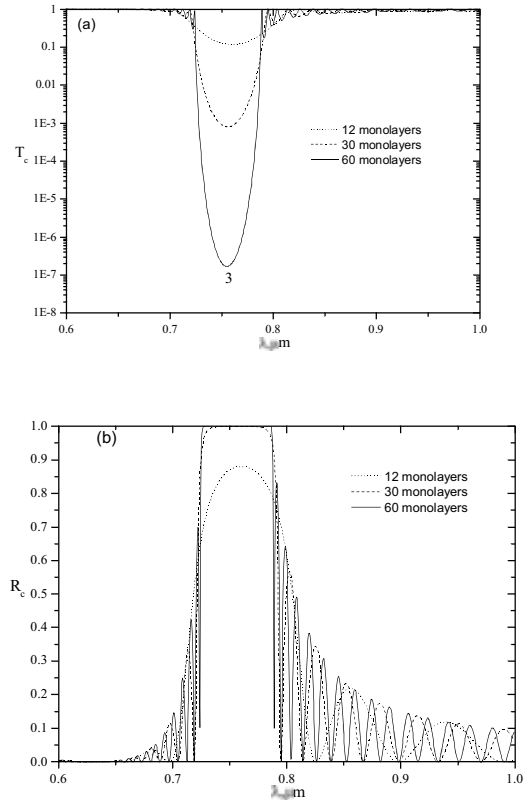 (a)
1
0.1
0.01
1E-3
1E-4
1E-5
1E-6
1E-7
1E-8
T_c
12 monolayers
30 monolayers
60 monolayers
3
0.6 0.7 0.8 0.9 1.0
m
(b)
1.0
0.9
0.8
0.7
0.6
0.5
0.4
0.3
0.2
0.1
0.0
R_c
12 monolayers
30 monolayers
60 monolayers
0.6 0.7 0.8 0.9 1.0
m